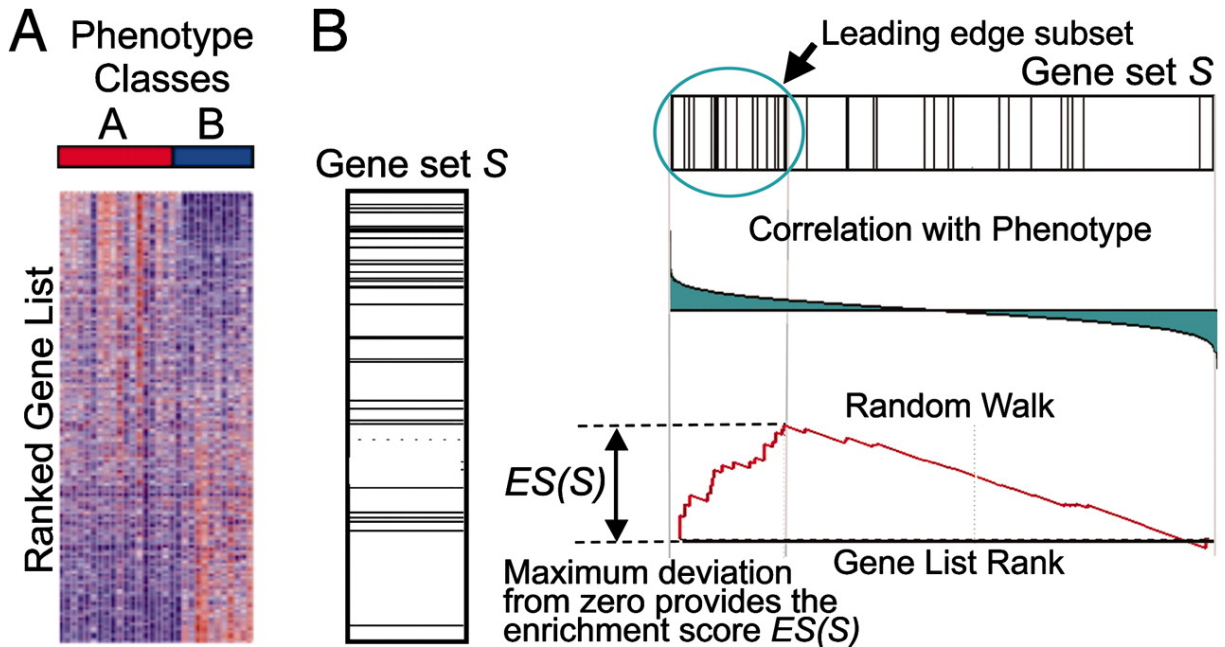 A
Phenotype
Classes
A B
Ranked Gene List
B
Gene set S
Leading edge subset
Gene set S
Correlation with Phenotype
Random Walk
ES(S)
Gene List Rank
Maximum deviation
from zero provides the
enrichment score ES(S)